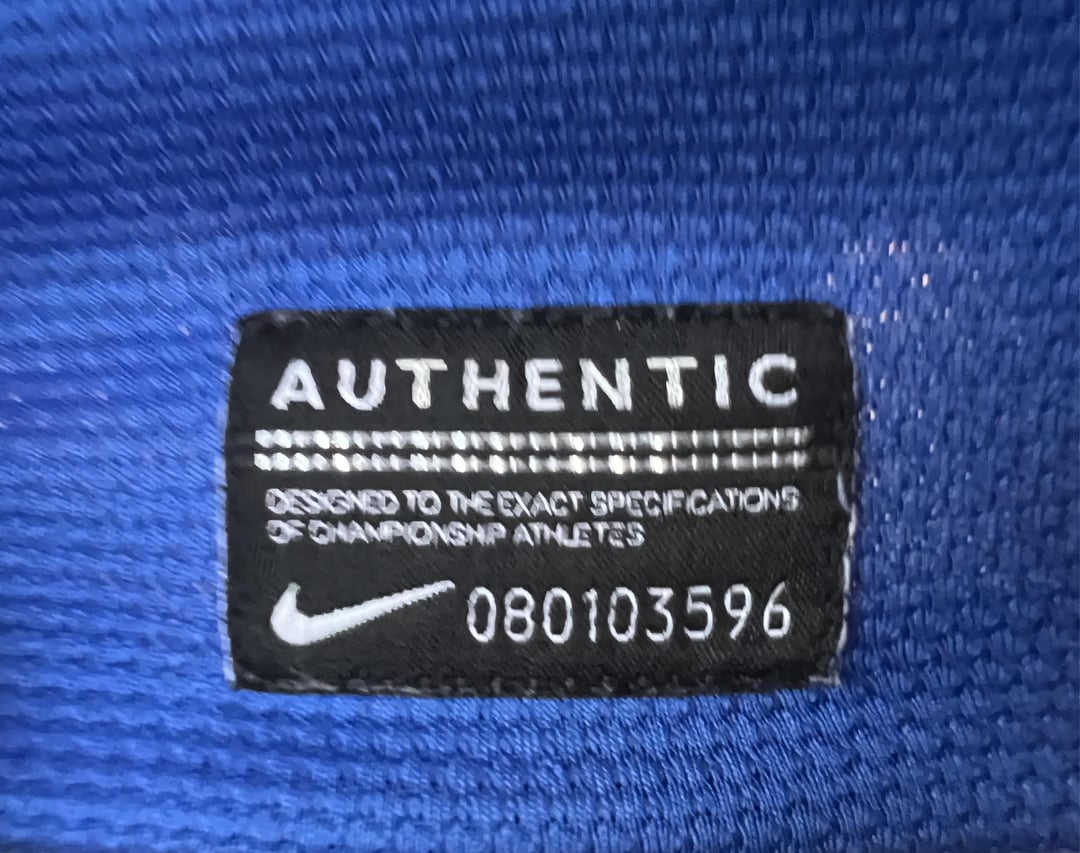 AUTHENTIC
DESIGNED TO THE EXACT SPECIFICATIONS
OF CHAMPIONSHIP ATHLETES
080103596